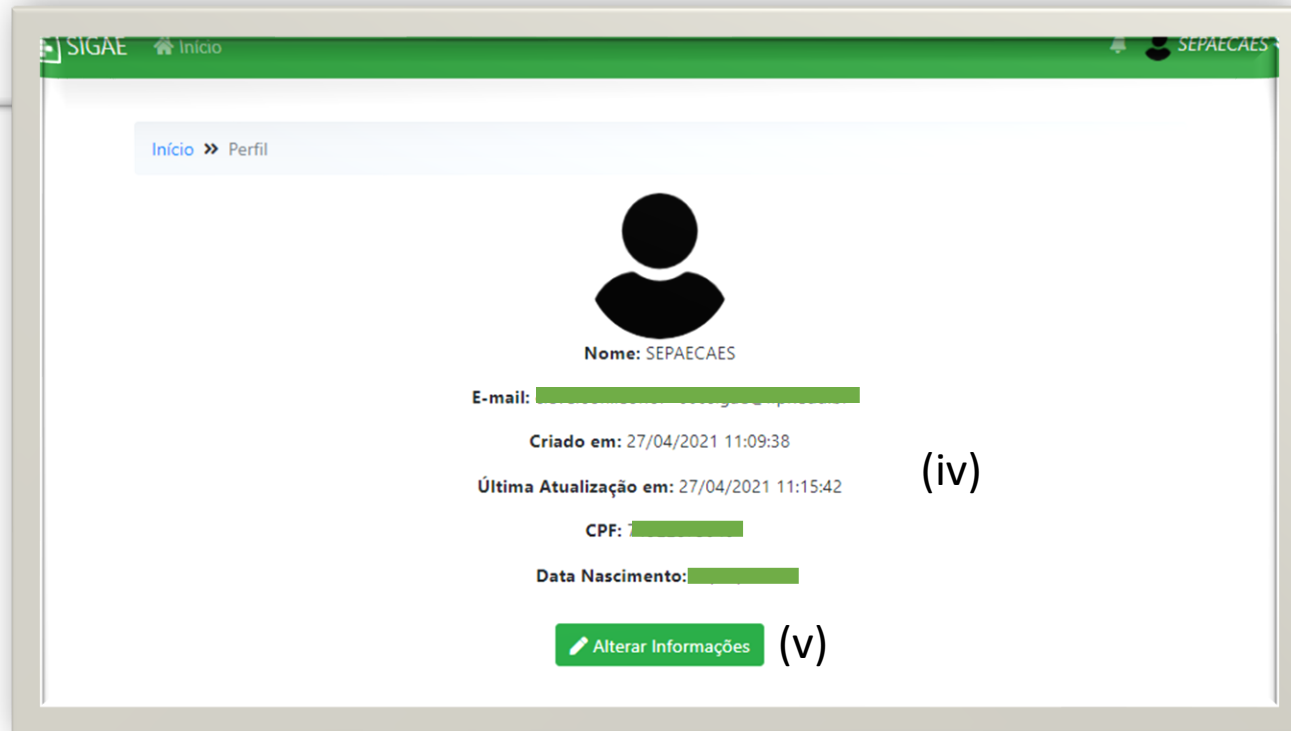 SIGAE Início SEPAECAES
Início » Perfil
Nome: SEPAECAES
E-mail:
Criado em: 27/04/2021 11:09:38
(iv)
Última Atualização em: 27/04/2021 11:15:42
CPF:
Data Nascimento:
Alterar Informações (v)